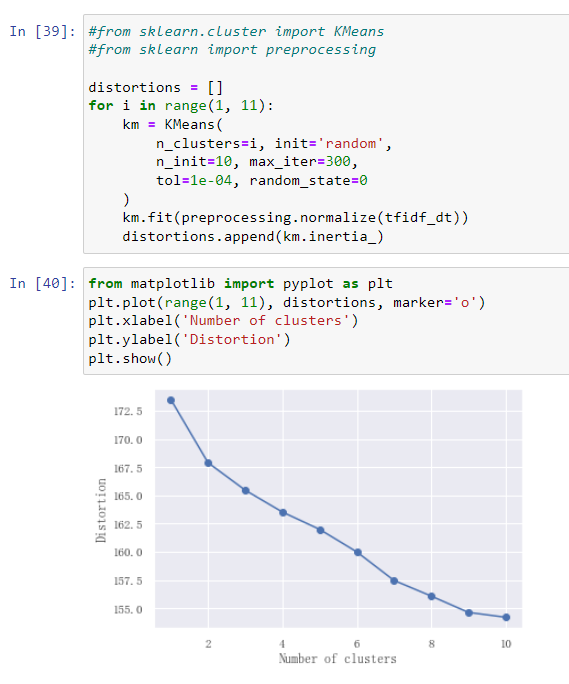 In [39]: #from sklearn.cluster import KMeans
#from sklearn import preprocessing
distortions = []
for i in range(1, 11):
    km = KMeans(
        n_clusters=i, init='random',
        n_init=10, max_iter=300,
        tol=1e-04, random_state=0
    )
    km.fit(preprocessing.normalize(tfidf_dt))
    distortions.append(km.inertia_)
In [40]: from matplotlib import pyplot as plt
plt.plot(range(1, 11), distortions, marker='o')
plt.xlabel('Number of clusters')
plt.ylabel('Distortion')
plt.show()
172.5
170.0
167.5
165.0
162.5
160.0
157.5
155.0
Distortion
2 4 6 8 10
Number of clusters